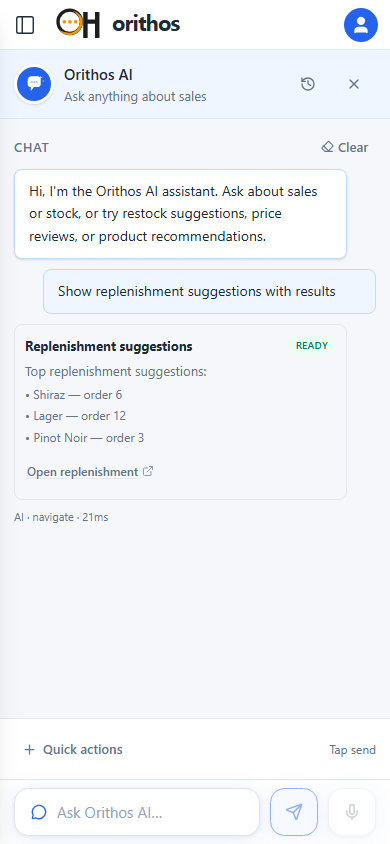 OH orithos
Orithos AI
Ask anything about sales
CHAT
Clear
Hi, I'm the Orithos AI assistant. Ask about sales
or stock, or try restock suggestions, price
reviews, or product recommendations.
Show replenishment suggestions with results
Replenishment suggestions
READY
Top replenishment suggestions:
• Shiraz — order 6
• Lager — order 12
• Pinot Noir — order 3
Open replenishment
AI · navigate · 21ms
Quick actions
Tap send
Ask Orithos AI...